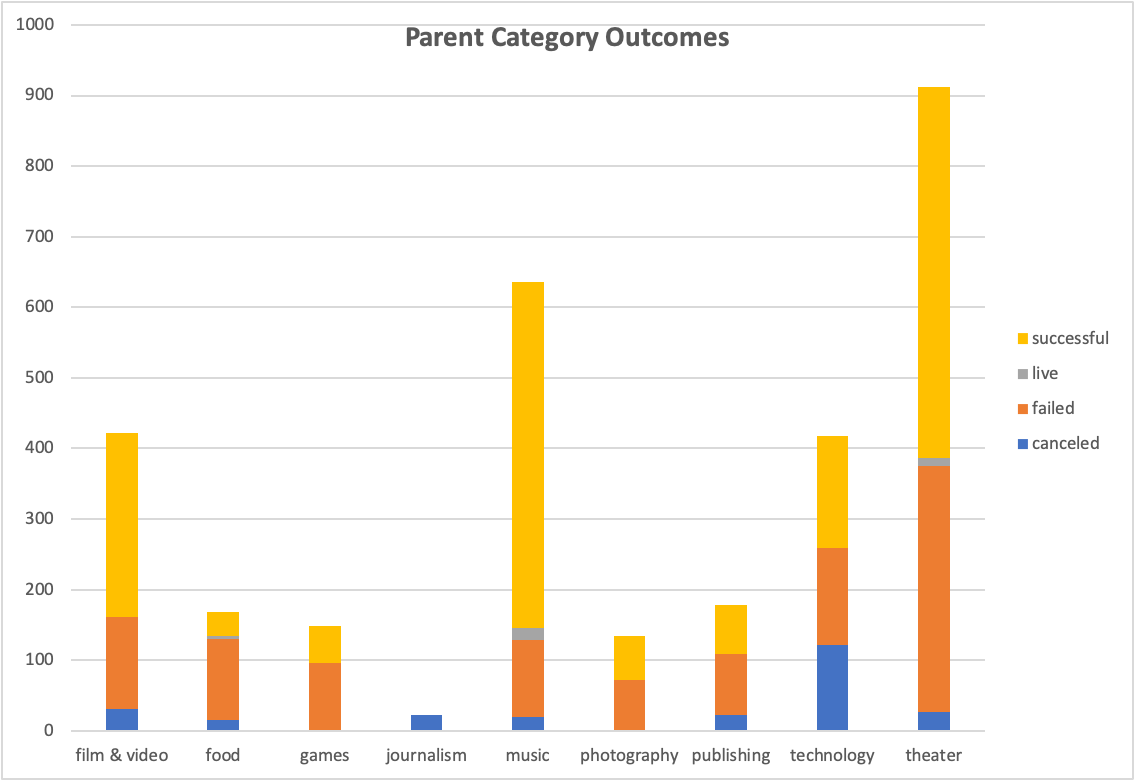 Parent Category Outcomes
1000
900
800
700
600
500
400
300
200
100
0
film & video food games journalism music photography publishing technology theater
successful
live
failed
canceled